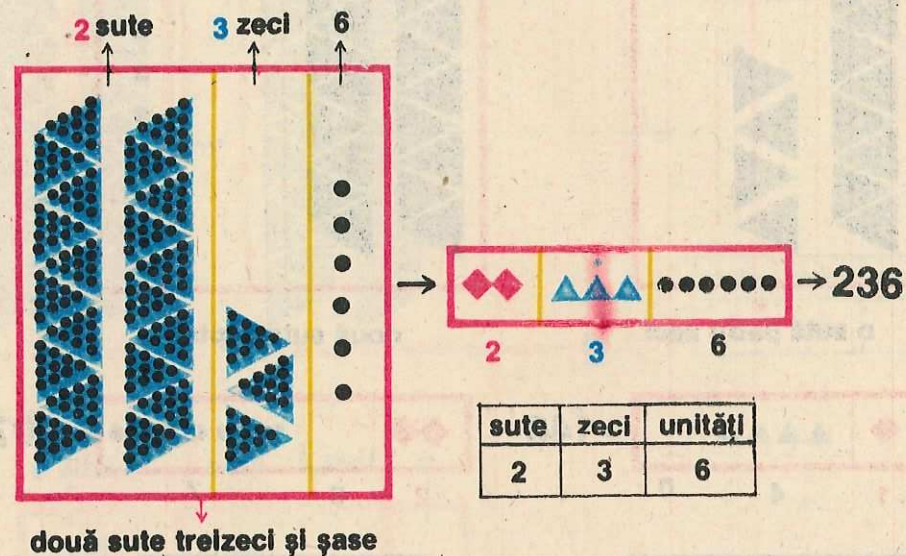 2 sute 3 zeci 6
236
2 3 6
sute zeci unități
2 3 6
două sute treizeci și șase